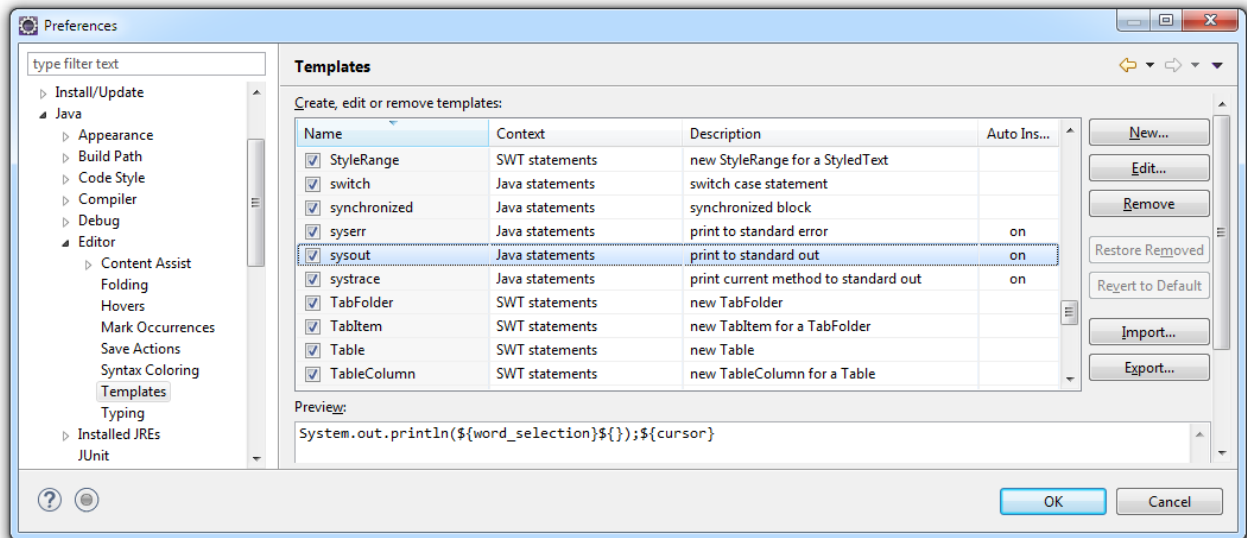 Preferences
type filter text
Install/Update
Java
Appearance
Build Path
Code Style
Compiler
Debug
Editor
Content Assist
Folding
Hovers
Mark Occurrences
Save Actions
Syntax Coloring
Templates
Typing
Installed JREs
JUnit
Templates
Create, edit or remove templates:
Name Context Description Auto Ins...
StyleRange SWT statements new StyleRange for a StyledText
switch Java statements switch case statement
synchronized Java statements synchronized block
syserr Java statements print to standard error on
sysout Java statements print to standard out on
systrace Java statements print current method to standard out on
TabFolder SWT statements new TabFolder
TabItem SWT statements new TabItem for a TabFolder
Table SWT statements new Table
TableColumn SWT statements new TableColumn for a Table
New...
Edit...
Remove
Restore Removed
Revert to Default
Import...
Export...
Preview:
System.out.println(${word_selection}${});${cursor}
?
OK Cancel